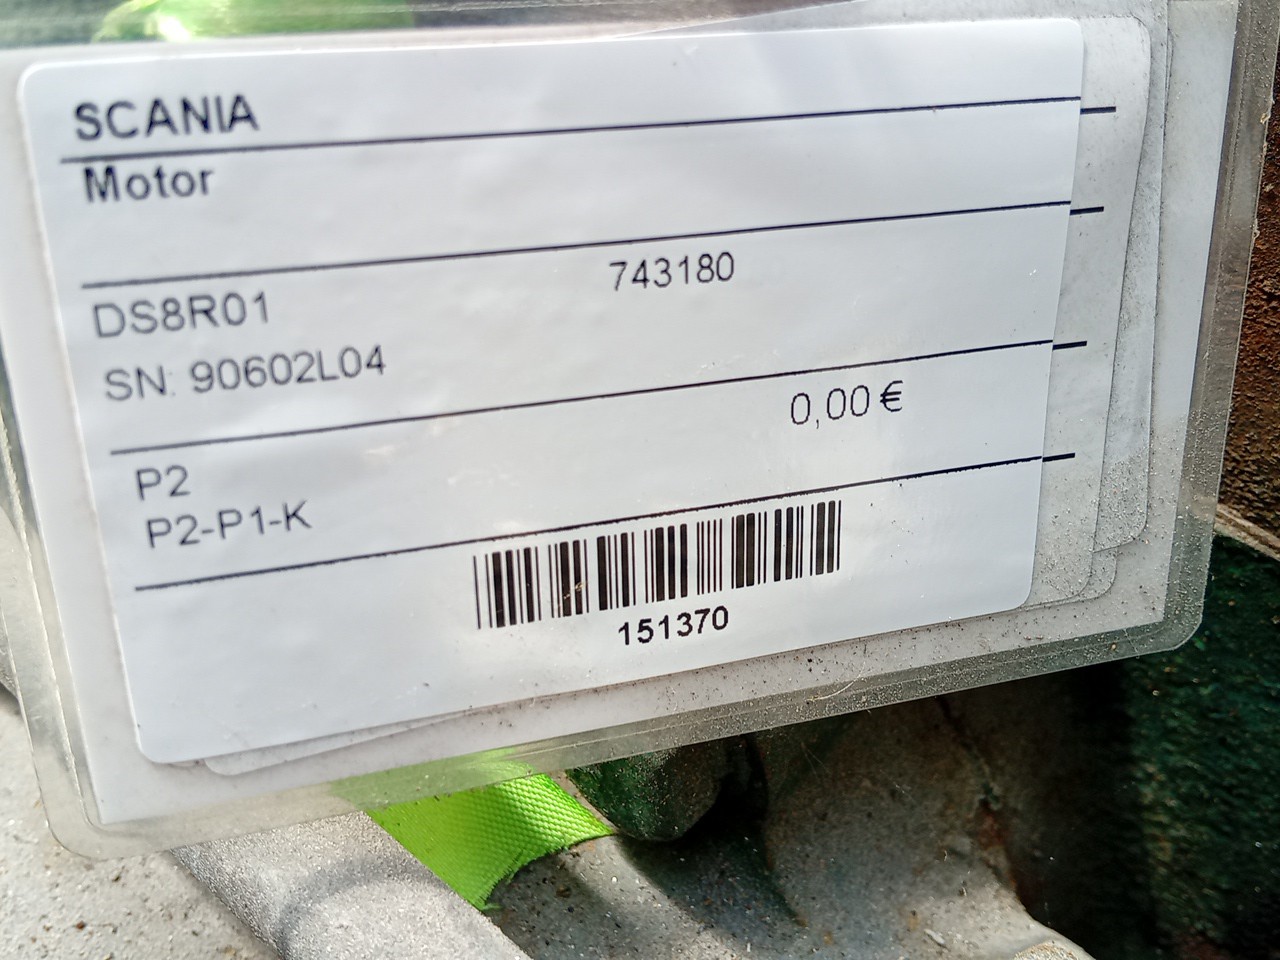 SCANIA
Motor
DS8R01 743180
SN: 90602L04
0,00 €
P2
P2-P1-K
151370